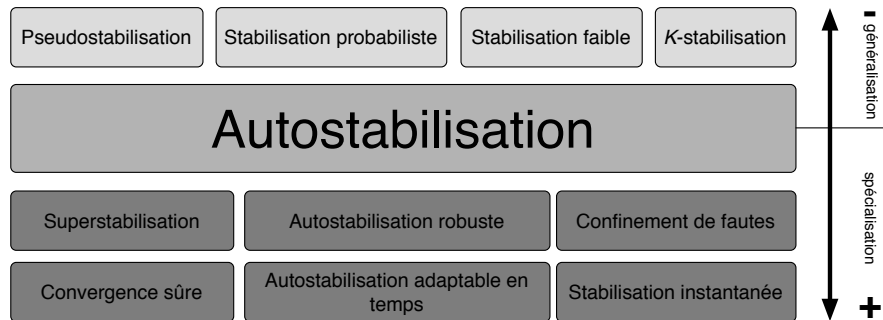 Pseudostabilisation
Stabilisation probabiliste
Stabilisation faible
K-stabilisation
- généralisation
Autostabilisation
Superstabilisation
Autostabilisation robuste
Confinement de fautes
spécialisation
Convergence sûre
Autostabilisation adaptable en
temps
Stabilisation instantanée
+